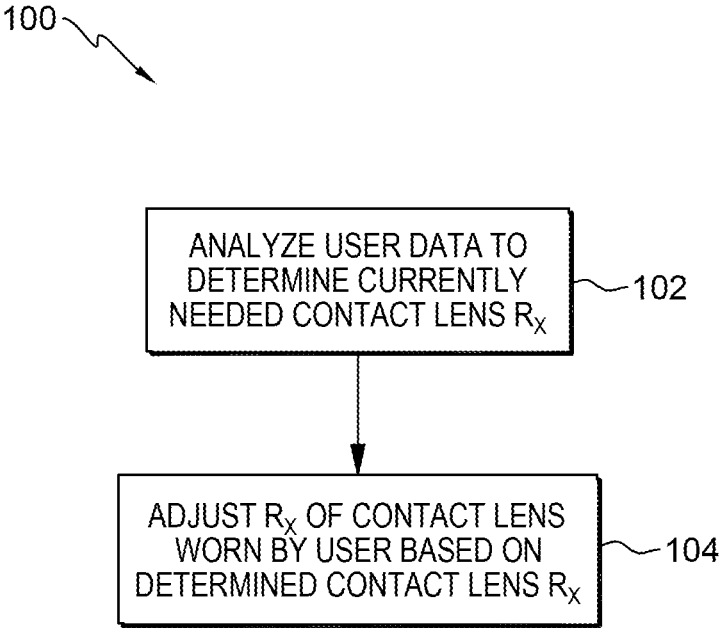 100
ANALYZE USER DATA TO
DETERMINE CURRENTLY
NEEDED CONTACT LENS RX
102
ADJUST RX OF CONTACT LENS
WORN BY USER BASED ON
DETERMINED CONTACT LENS RX
104